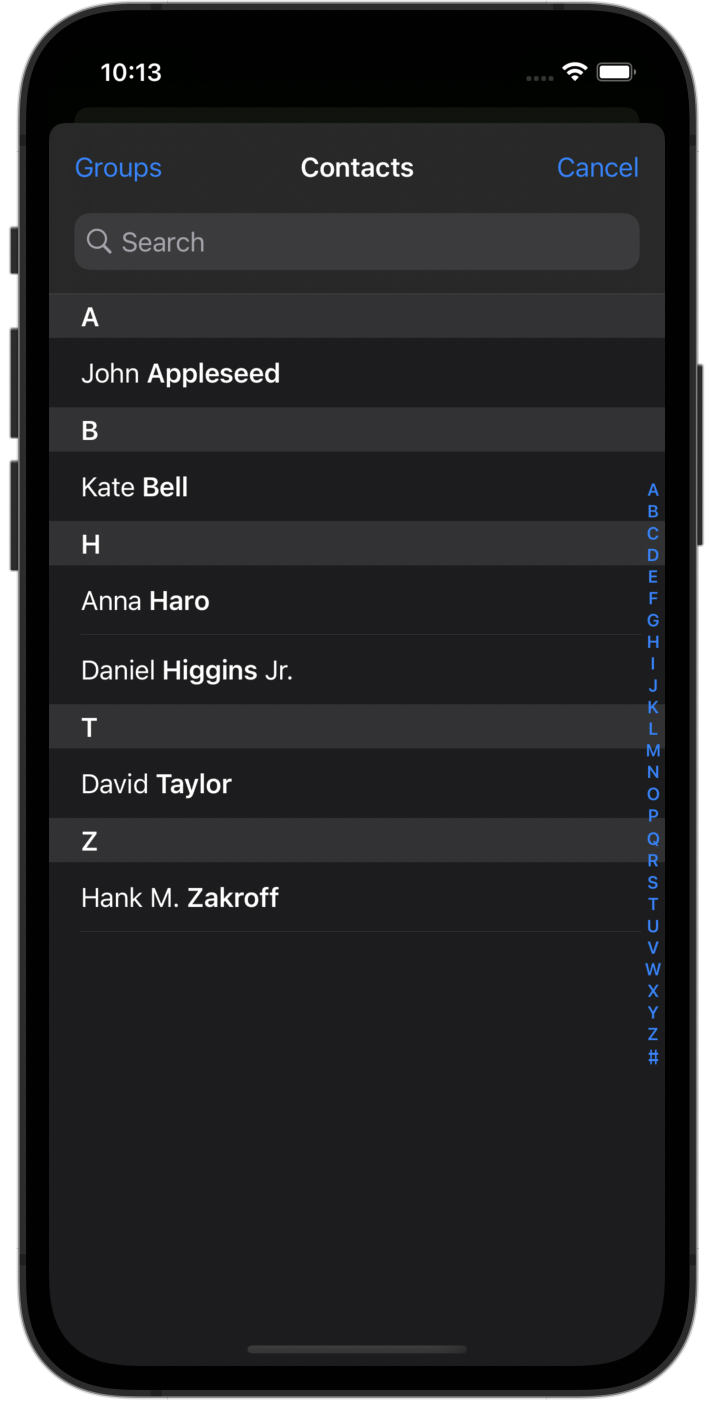 10:13
Groups Contacts Cancel
Search
A
John Appleseed
B
Kate Bell
H
Anna Haro
Daniel Higgins Jr.
T
David Taylor
Z
Hank M. Zakroff
A
B
C
D
E
F
G
H
I
J
K
L
M
N
O
P
Q
R
S
T
U
V
W
X
Y
Z
#